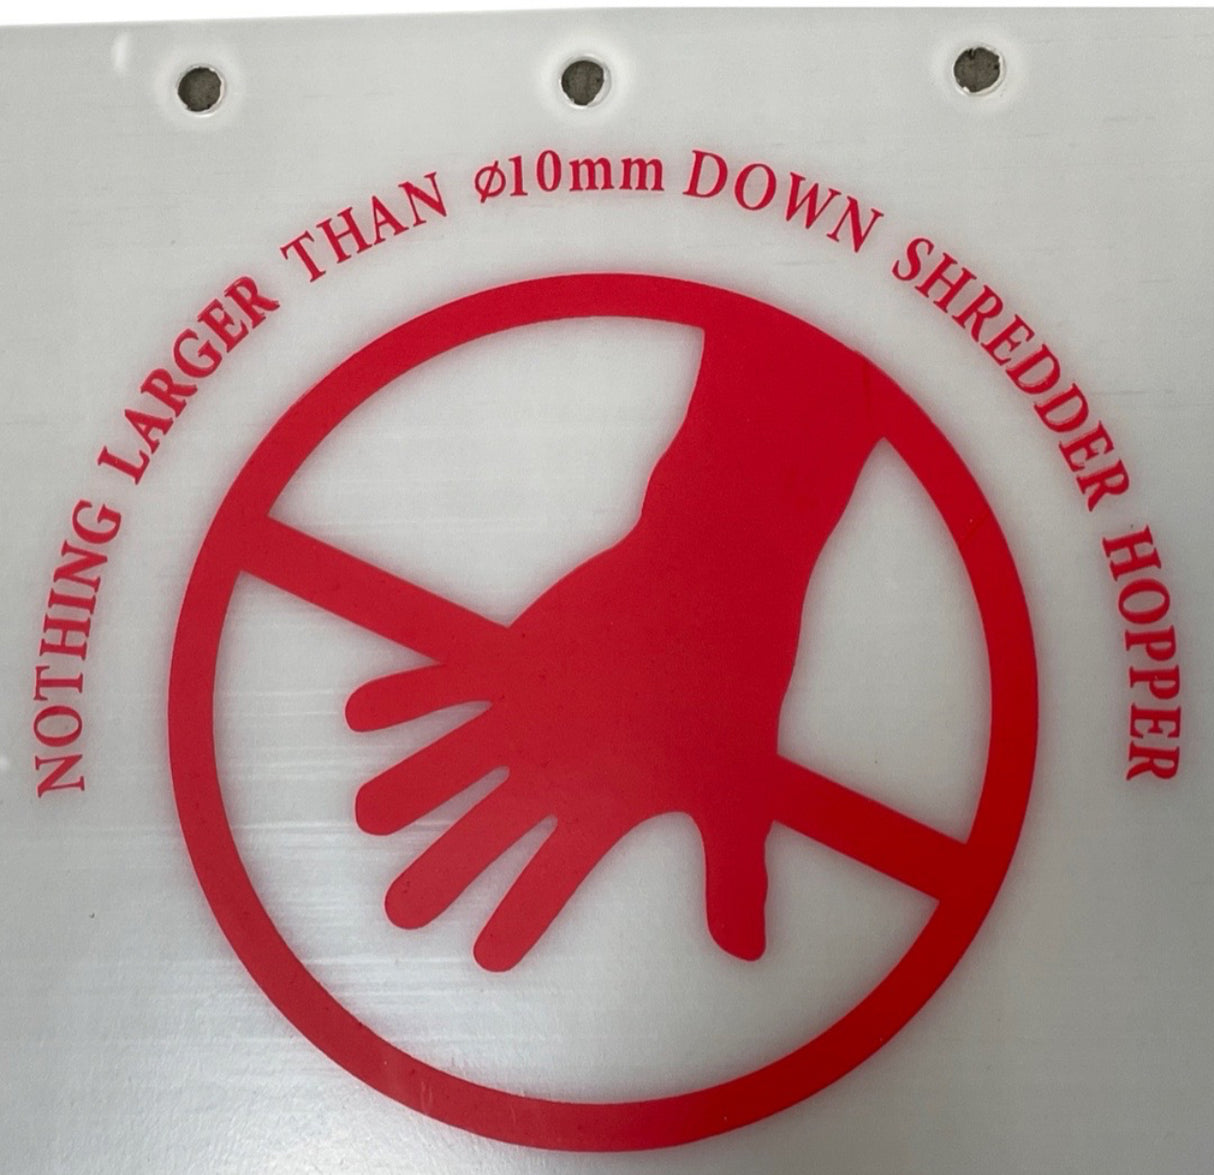 NOTHING LARGER THAN ⌀10mm DOWN SHREDDER HOPPER